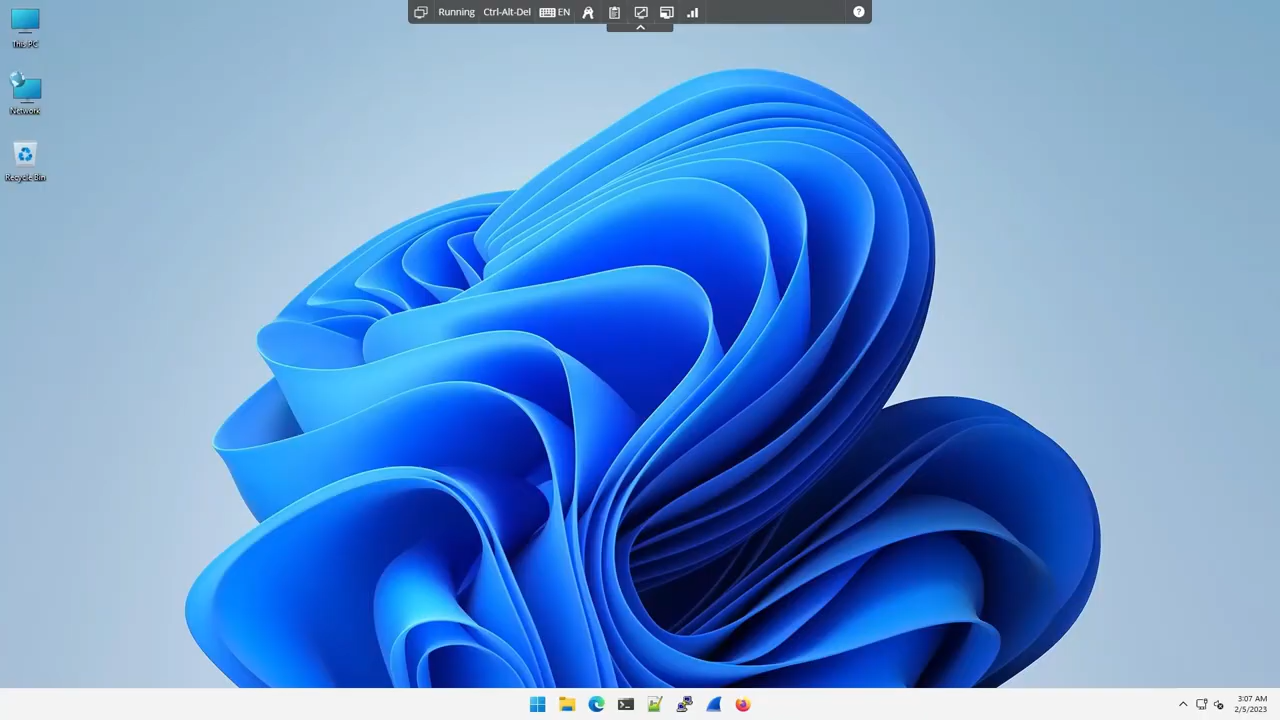 Running Ctrl-Alt-Del EN
This PC
Network
Recycle Bin
3:07 AM
2/5/2023